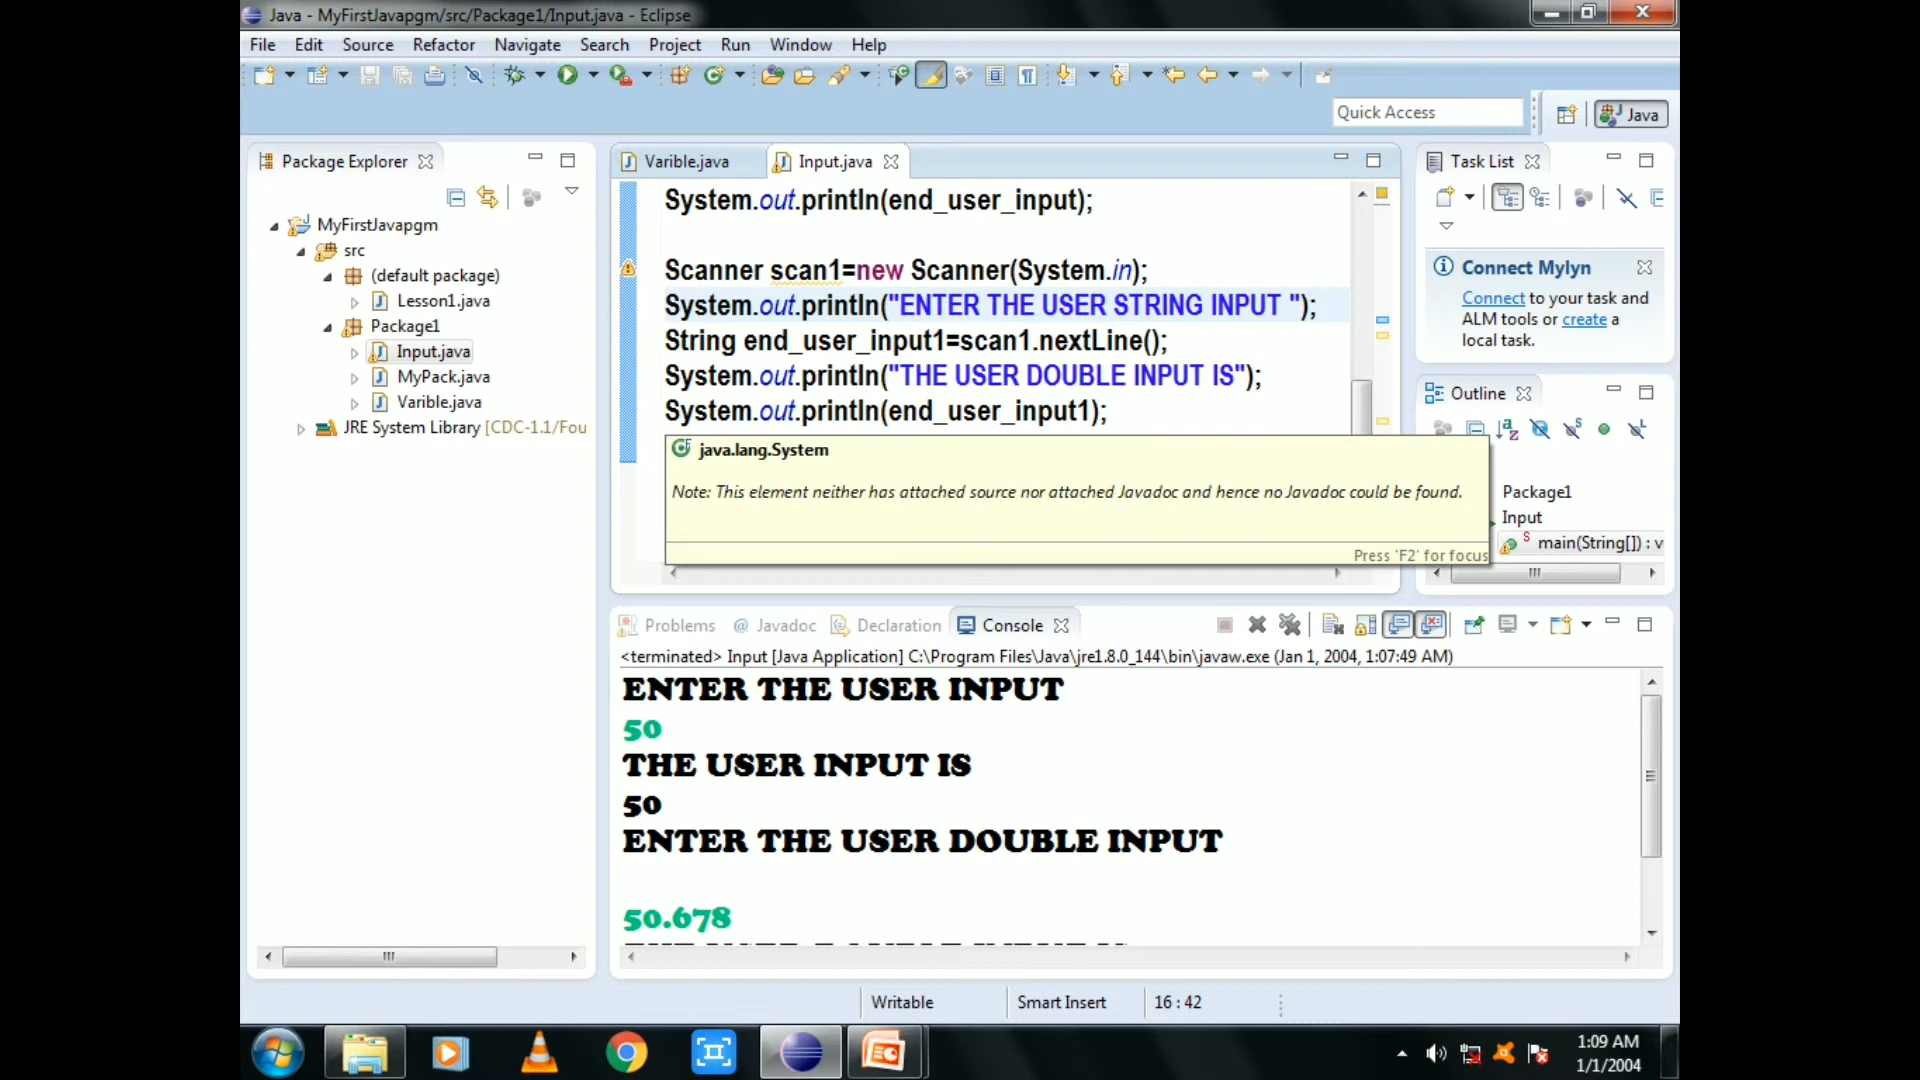 Java - MyFirstJavapgm/src/Package1/Input.java - Eclipse
File Edit Source Refactor Navigate Search Project Run Window Help
Quick Access
Java
Package Explorer
MyFirstJavapgm
src
(default package)
Lesson1.java
Package1
Input.java
MyPack.java
Varible.java
JRE System Library [CDC-1.1/Fou
Varible.java
Input.java
System.out.println(end_user_input);
Scanner scan1=new Scanner(System.in);
System.out.println("ENTER THE USER STRING INPUT ");
String end_user_input1=scan1.nextLine();
System.out.println("THE USER DOUBLE INPUT IS");
System.out.println(end_user_input1);
java.lang.System
Note: This element neither has attached source nor attached Javadoc and hence no Javadoc could be found.
Press 'F2' for focus
Task List
Connect Mylyn
Connect to your task and
ALM tools or create a
local task.
Outline
Package1
Input
main(String[]) : v
Problems
@ Javadoc
Declaration
Console
<terminated> Input [Java Application] C:\Program Files\Java\jre1.8.0_144\bin\javaw.exe (Jan 1, 2004, 1:07:49 AM)
ENTER THE USER INPUT
50
THE USER INPUT IS
50
ENTER THE USER DOUBLE INPUT
50.678
Writable
Smart Insert
16 : 42
1:09 AM
1/1/2004